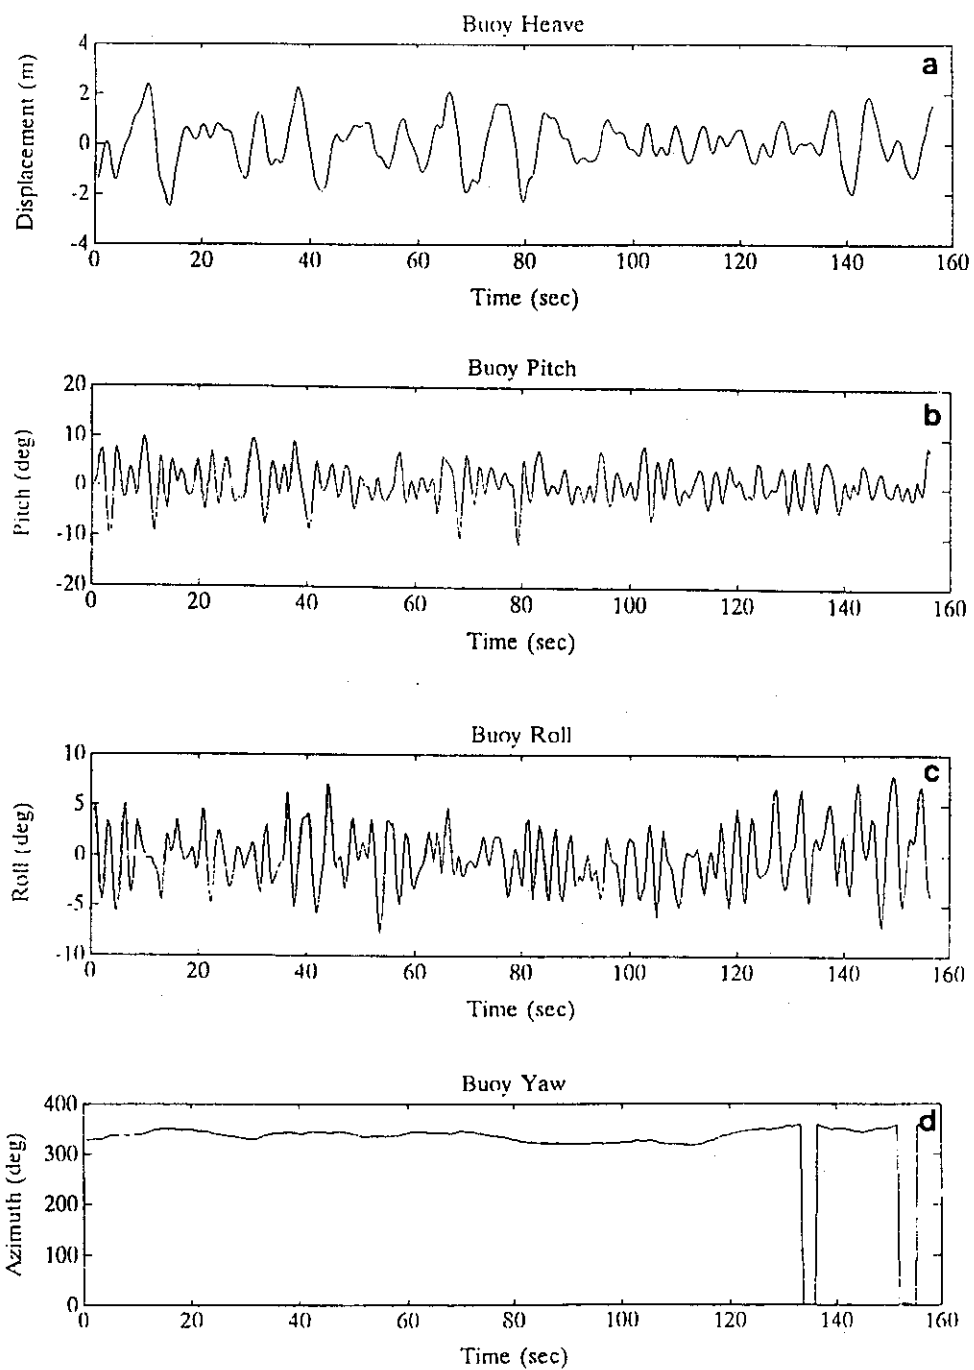 Buoy Heave
a
Displacement (m)
4
2
0
-2
-4
0 20 40 60 80 100 120 140 160
Time (sec)
Buoy Pitch
b
Pitch (deg)
20
10
0
-10
-20
0 20 40 60 80 100 120 140 160
Time (sec)
Buoy Roll
c
Roll (deg)
10
5
0
-5
-10
0 20 40 60 80 100 120 140 160
Time (sec)
Buoy Yaw
d
Azimuth (deg)
400
300
200
100
0
0 20 40 60 80 100 120 140 160
Time (sec)